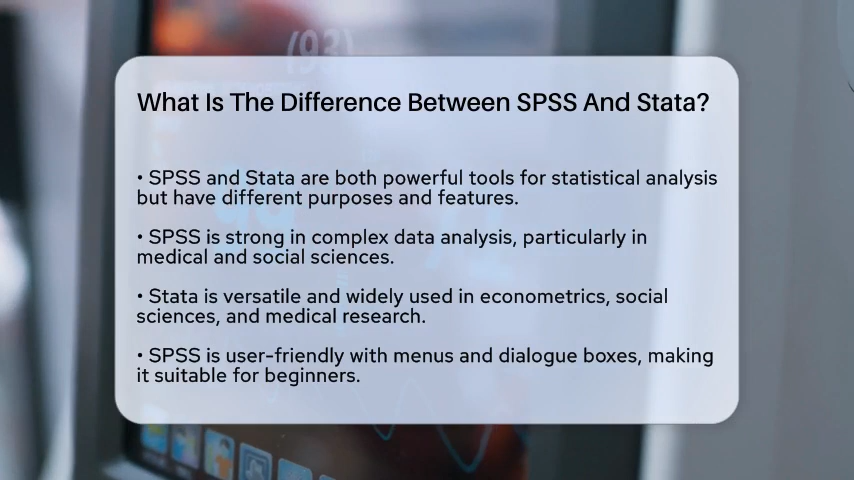 (93)
What Is The Difference Between SPSS And Stata?
• SPSS and Stata are both powerful tools for statistical analysis
but have different purposes and features.
• SPSS is strong in complex data analysis, particularly in
medical and social sciences.
• Stata is versatile and widely used in econometrics, social
sciences, and medical research.
• SPSS is user-friendly with menus and dialogue boxes, making
it suitable for beginners.